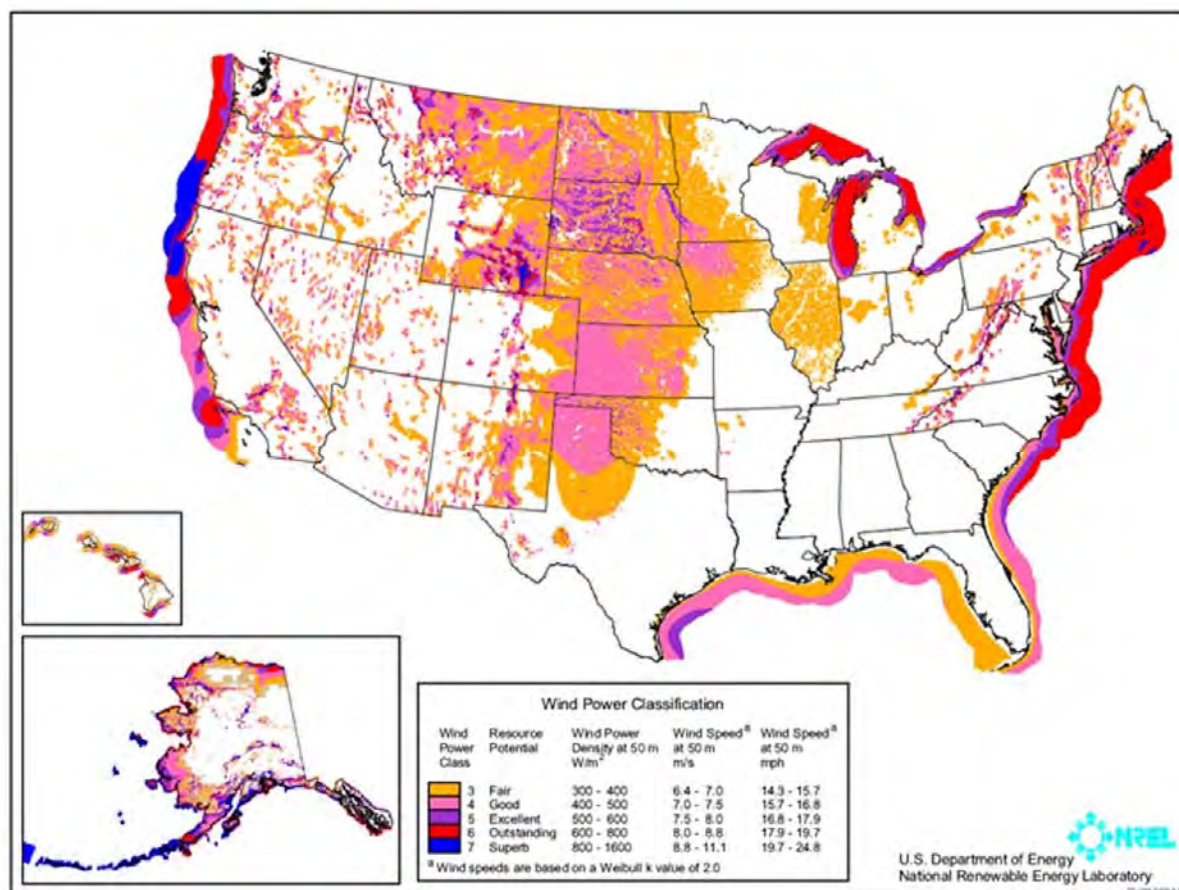 Wind Power Classification
Wind Resource Wind Power Wind Speed a Wind Speed a
Power Potential Density at 50 m at 50 m at 50 m
Class W/m2 m/s mph
3 Fair 300 - 400 6.4 - 7.0 14.3 - 15.7
4 Good 400 - 500 7.0 - 7.5 15.7 - 16.8
5 Excellent 500 - 600 7.5 - 8.0 16.8 - 17.9
6 Outstanding 600 - 800 8.0 - 8.8 17.9 - 19.7
7 Superb 800 - 1600 8.8 - 11.1 19.7 - 24.8
a Wind speeds are based on a Weibull k value of 2.0
NREL
U.S. Department of Energy
National Renewable Energy Laboratory